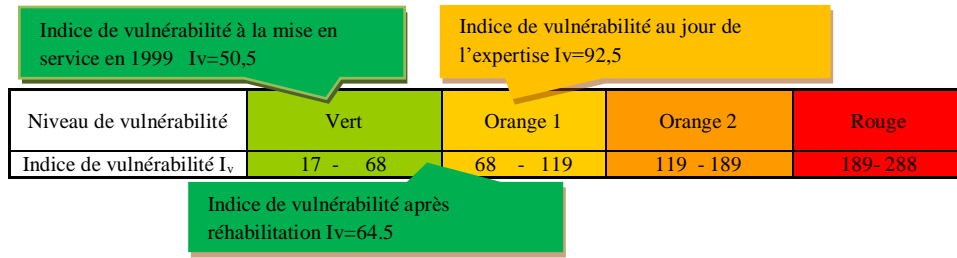 Indice de vulnérabilité à la mise en
service en 1999 Iv=50,5
Indice de vulnérabilité au jour de
l’expertise Iv=92,5
Niveau de vulnérabilité Vert Orange 1 Orange 2 Rouge
Indice de vulnérabilité Iv 17 - 68 68 - 119 119 - 189 189- 288
Indice de vulnérabilité après
réhabilitation Iv=64.5